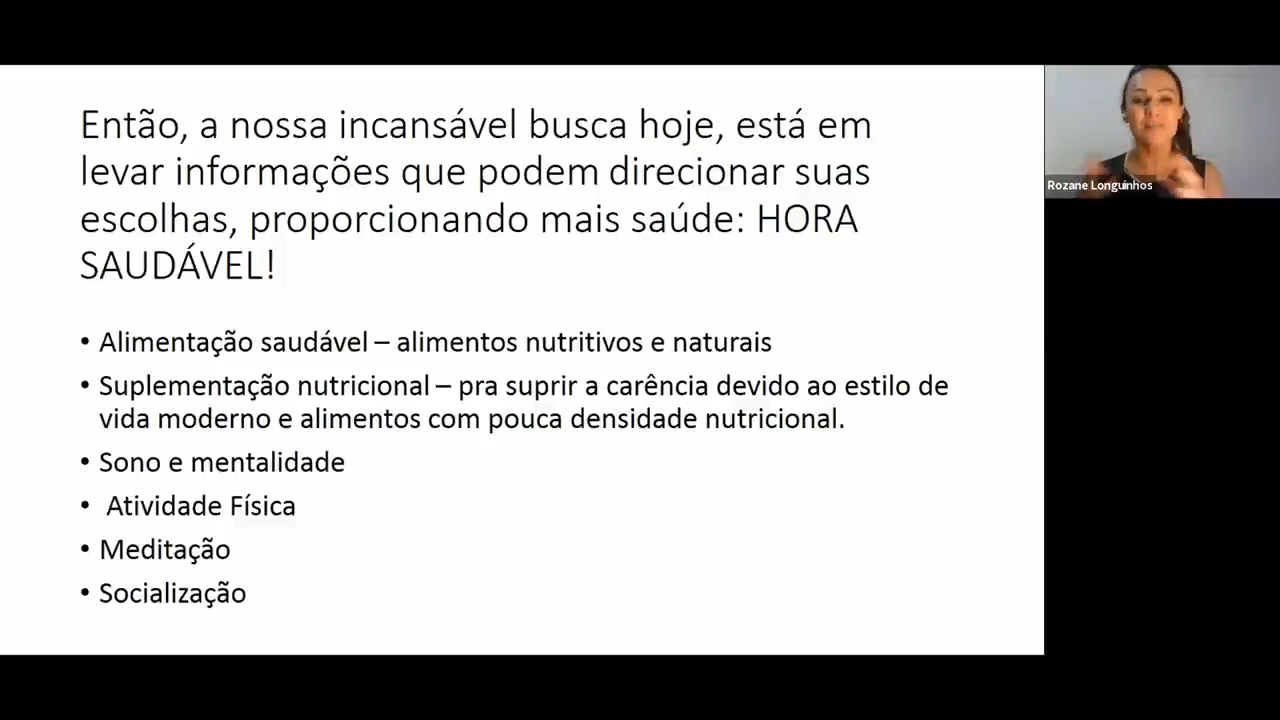 Então, a nossa incansável busca hoje, está em
levar informações que podem direcionar suas
escolhas, proporcionando mais saúde: HORA
SAUDÁVEL!
• Alimentação saudável – alimentos nutritivos e naturais
• Suplementação nutricional – pra suprir a carência devido ao estilo de
vida moderno e alimentos com pouca densidade nutricional.
• Sono e mentalidade
• Atividade Física
• Meditação
• Socialização
Rozane Longuinhos